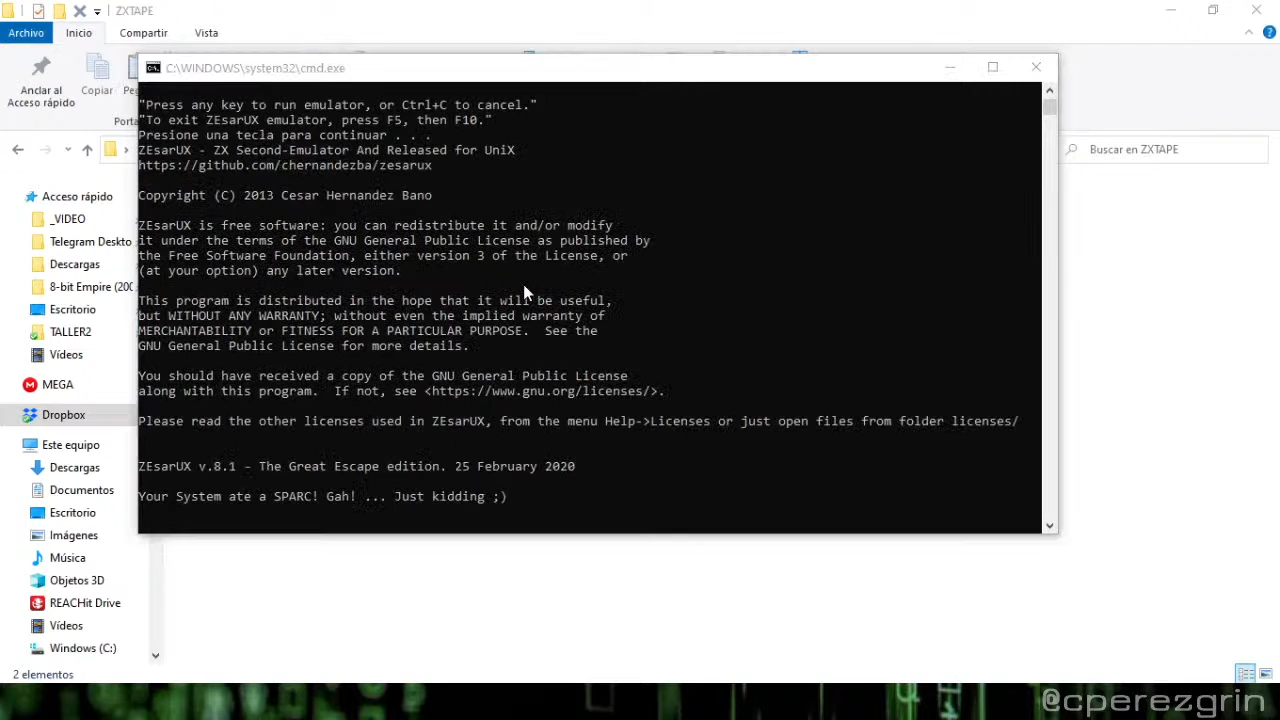 ZXTAPE
Archivo
Inicio
Compartir
Vista
Anclar al
Acceso rápido
Copiar
Porta
C:\WINDOWS\system32\cmd.exe
"Press any key to run emulator, or Ctrl+C to cancel."
"To exit ZEsarUX emulator, press F5, then F10."
Presione una tecla para continuar . . .
ZEsarUX - ZX Second-Emulator And Released for UniX
https://github.com/chernandezba/zesarux
Copyright (C) 2013 Cesar Hernandez Bano
ZEsarUX is free software: you can redistribute it and/or modify
it under the terms of the GNU General Public License as published by
the Free Software Foundation, either version 3 of the License, or
(at your option) any later version.
This program is distributed in the hope that it will be useful,
but WITHOUT ANY WARRANTY; without even the implied warranty of
MERCHANTABILITY or FITNESS FOR A PARTICULAR PURPOSE.  See the
GNU General Public License for more details.
You should have received a copy of the GNU General Public License
along with this program.  If not, see <https://www.gnu.org/licenses/>.
Please read the other licenses used in ZEsarUX, from the menu Help->Licenses or just open files from folder licenses/
ZEsarUX v.8.1 - The Great Escape edition. 25 February 2020
Your System ate a SPARC! Gah! ... Just kidding ;)
Buscar en ZXTAPE
Acceso rápido
_VIDEO
Telegram Deskto
Descargas
8-bit Empire (200
Escritorio
TALLER2
Vídeos
MEGA
Dropbox
Este equipo
Descargas
Documentos
Escritorio
Imágenes
Música
Objetos 3D
REACHit Drive
Vídeos
Windows (C:)
2 elementos
@cperezgrin